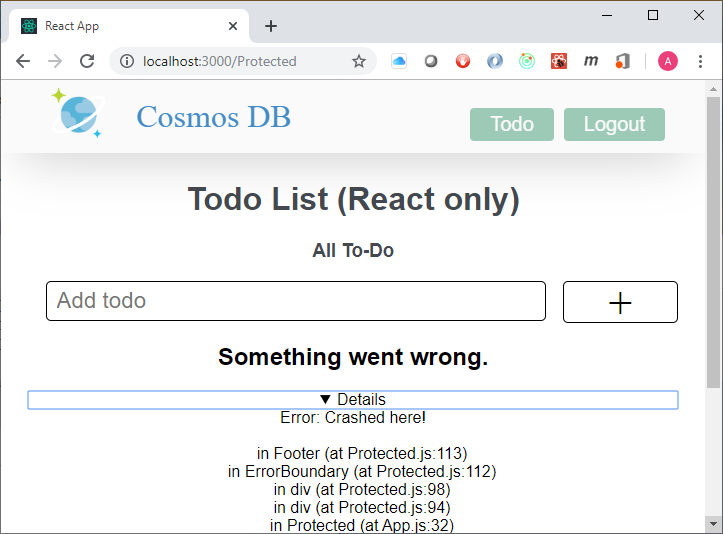 React App
localhost:3000/Protected
m
A
Cosmos DB
Todo
Logout
Todo List (React only)
All To-Do
Add todo
Something went wrong.
▼ Details
Error: Crashed here!
in Footer (at Protected.js:113)
in ErrorBoundary (at Protected.js:112)
in div (at Protected.js:98)
in div (at Protected.js:94)
in Protected (at App.js:32)